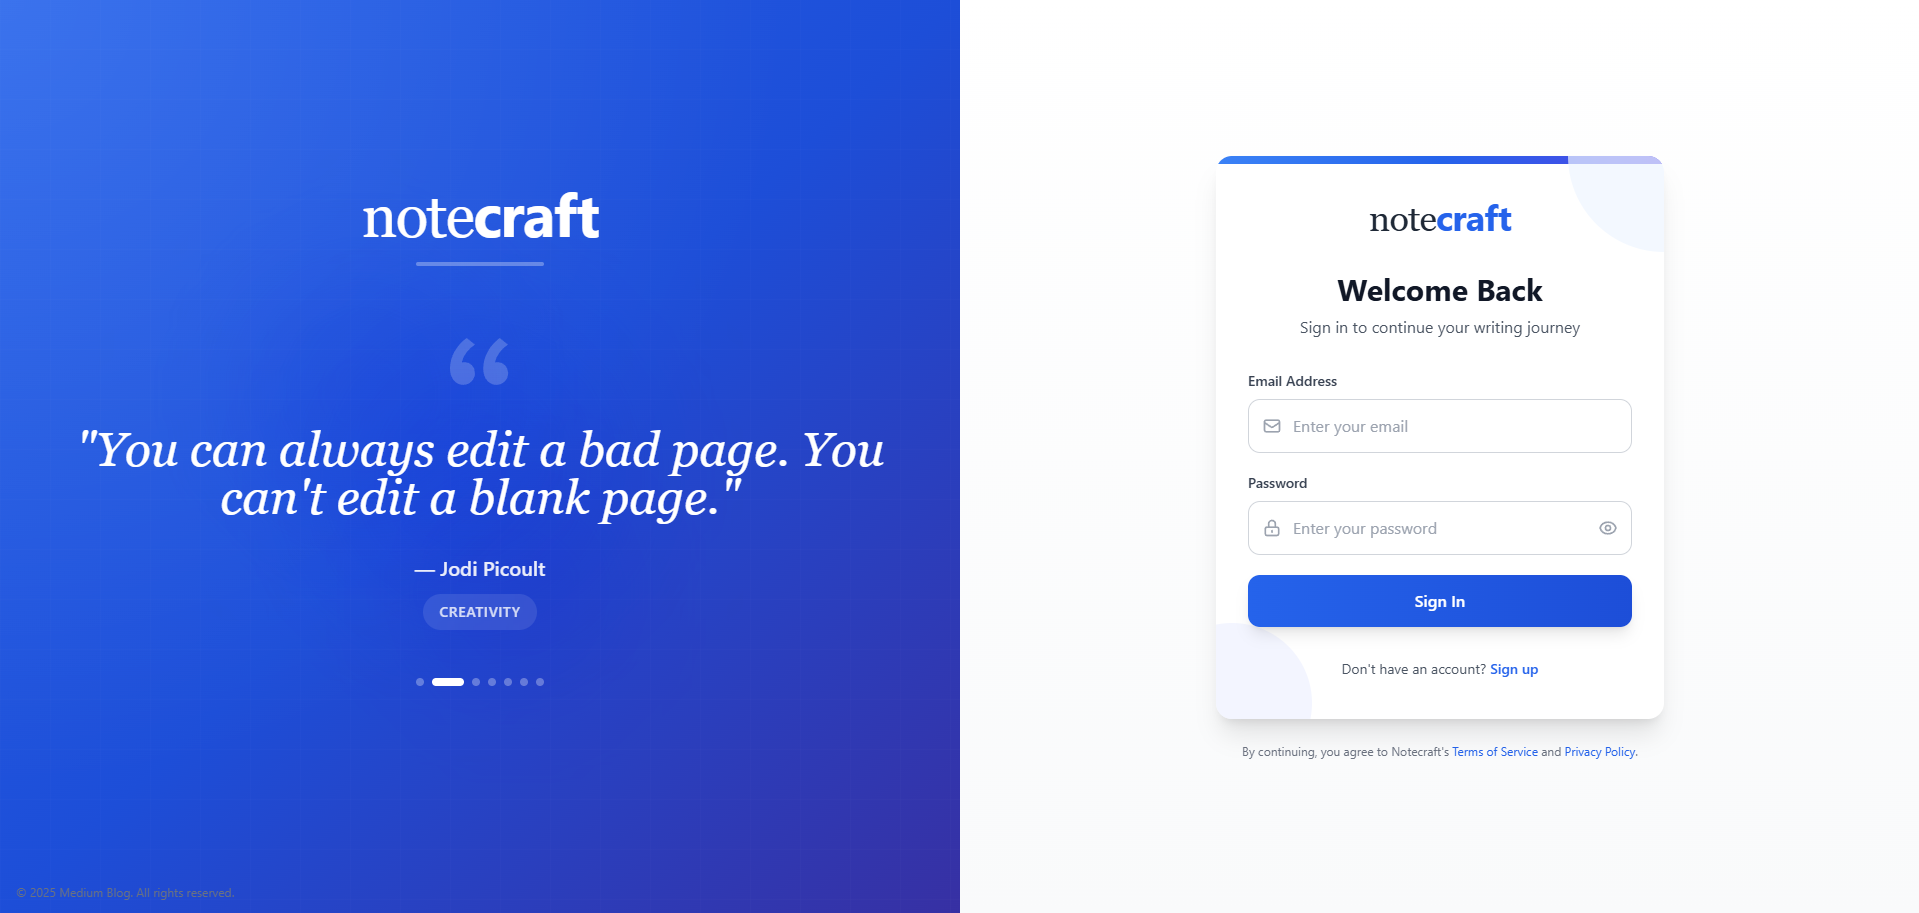 notecraft
“
"You can always edit a bad page. You
can't edit a blank page."
— Jodi Picoult
CREATIVITY
© 2025 Medium Blog. All rights reserved.
notecraft
Welcome Back
Sign in to continue your writing journey
Email Address
Enter your email
Password
Enter your password
Sign In
Don't have an account? Sign up
By continuing, you agree to Notecraft's Terms of Service and Privacy Policy.